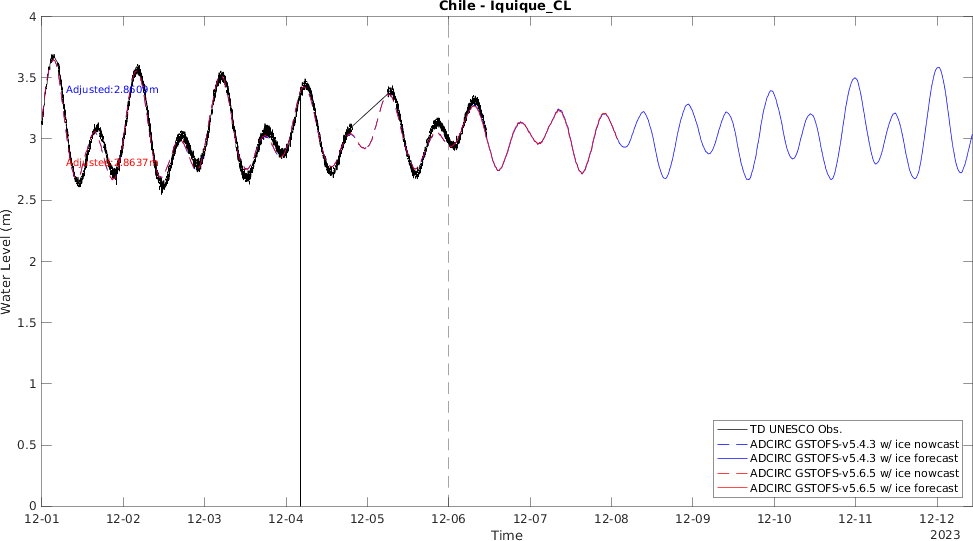 Chile - Iquique_CL
4
3.5
3
2.5
2
1.5
1
0.5
0
Water Level (m)
Adjusted:2.8609m
Adjusted:2.8637m
TD UNESCO Obs.
ADCIRC GSTOFS-v5.4.3 w/ ice nowcast
ADCIRC GSTOFS-v5.4.3 w/ ice forecast
ADCIRC GSTOFS-v5.6.5 w/ ice nowcast
ADCIRC GSTOFS-v5.6.5 w/ ice forecast
12-01 12-02 12-03 12-04 12-05 12-06 12-07 12-08 12-09 12-10 12-11 12-12
Time
2023